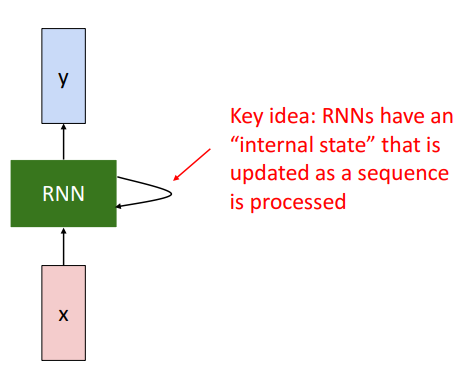 y
Key idea: RNNs have an
“internal state” that is
updated as a sequence
is processed
RNN
x